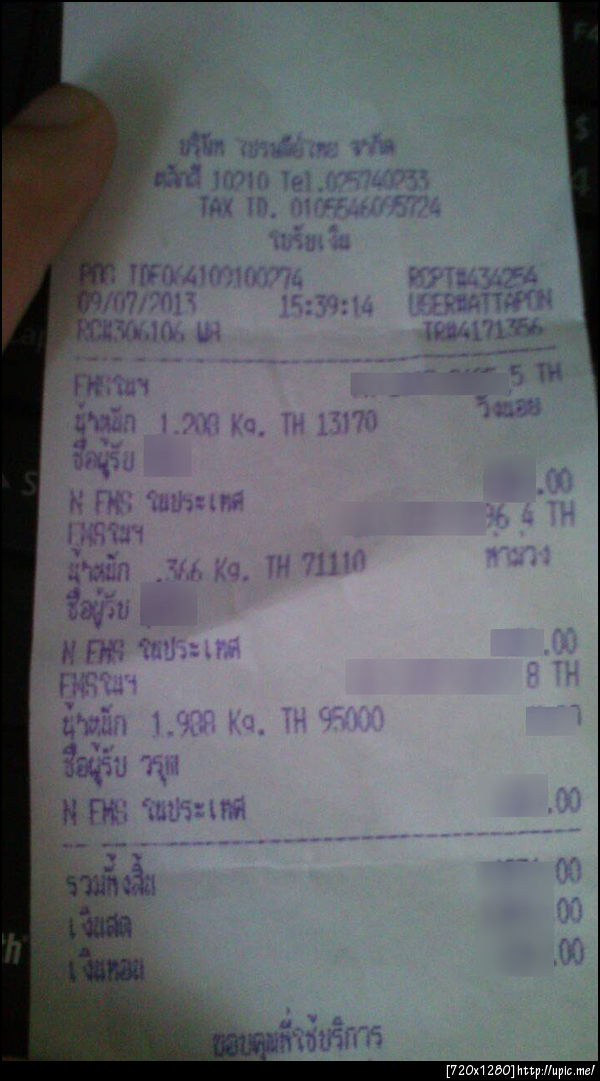 บริษัท ไปรษณีย์ไทย จำกัด
หลักสี่ 10210 Tel.025740233
TAX ID. 0105546095724
ใบรับเงิน
POS IDE064109100274 RCPT#434254
09/07/2013 15:39:14 USER#ATTAPON
RG#306106 TR#4171356
EMSในฯ 5 TH
น้ำหนัก 1.208 Kg. TH 13170 วังน้อย
ชื่อผู้รับ
N EMS ในประเทศ .00
EMSในฯ 96 4 TH
น้ำหนัก .366 Kg. TH 71110 ท่าม่วง
ชื่อผู้รับ
N EMS ในประเทศ .00
EMSในฯ 8 TH
น้ำหนัก 1.988 Kg. TH 95000
ชื่อผู้รับ วรุฒ
N EMS ในประเทศ .00
รวมทั้งสิ้น 00
เงินสด 00
เงินทอน .00
ขอบคุณที่ใช้บริการ
[720x1280]http://upic.me/